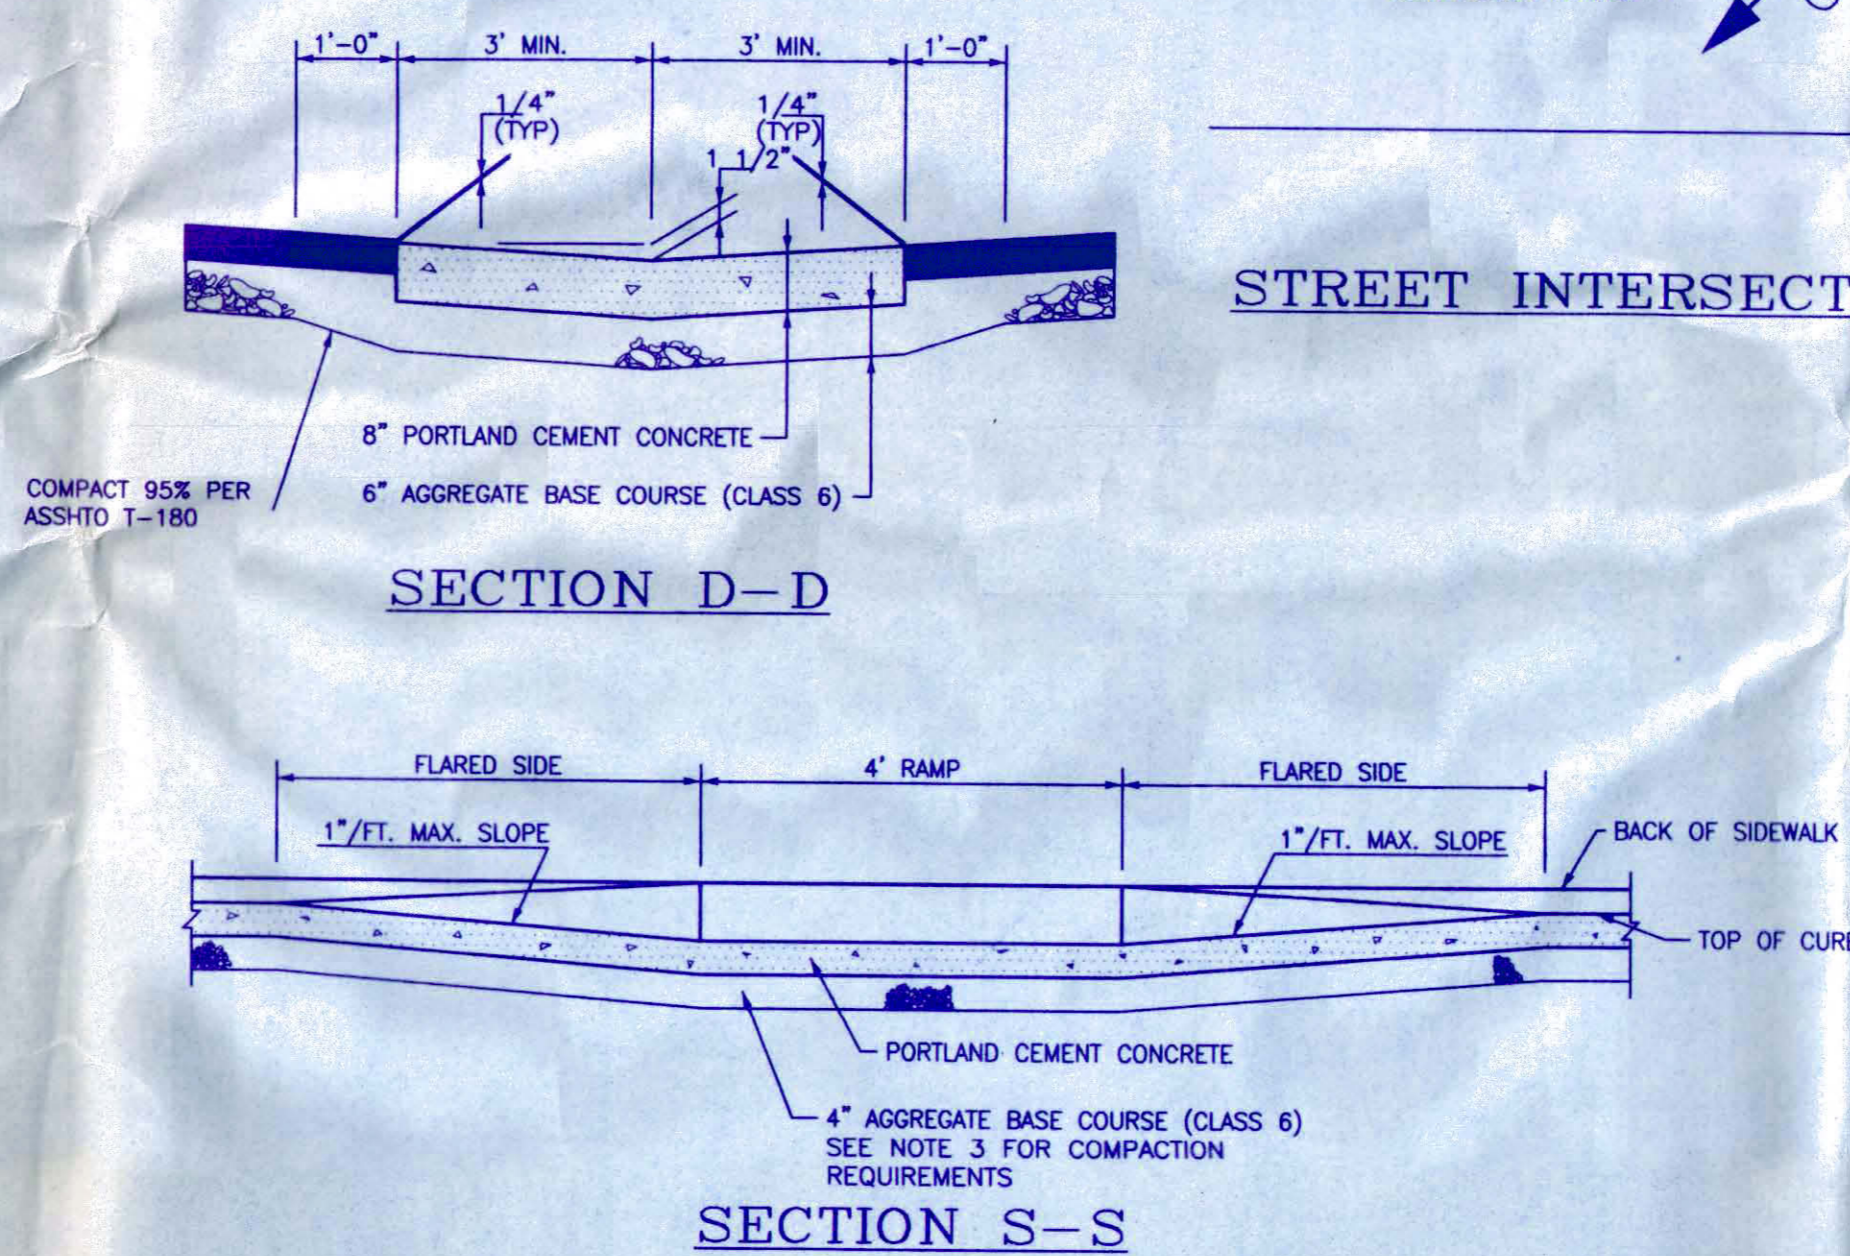 1'-0" 3' MIN. 3' MIN. 1'-0"
1/4"
(TYP)
1/4"
(TYP)
1 1/2"
8" PORTLAND CEMENT CONCRETE
6" AGGREGATE BASE COURSE (CLASS 6)
COMPACT 95% PER
ASSHTO T-180
SECTION D-D
STREET INTERSECT
FLARED SIDE 4' RAMP FLARED SIDE
1"/FT. MAX. SLOPE 1"/FT. MAX. SLOPE
BACK OF SIDEWALK
TOP OF CURB
PORTLAND CEMENT CONCRETE
4" AGGREGATE BASE COURSE (CLASS 6)
SEE NOTE 3 FOR COMPACTION
REQUIREMENTS
SECTION S-S